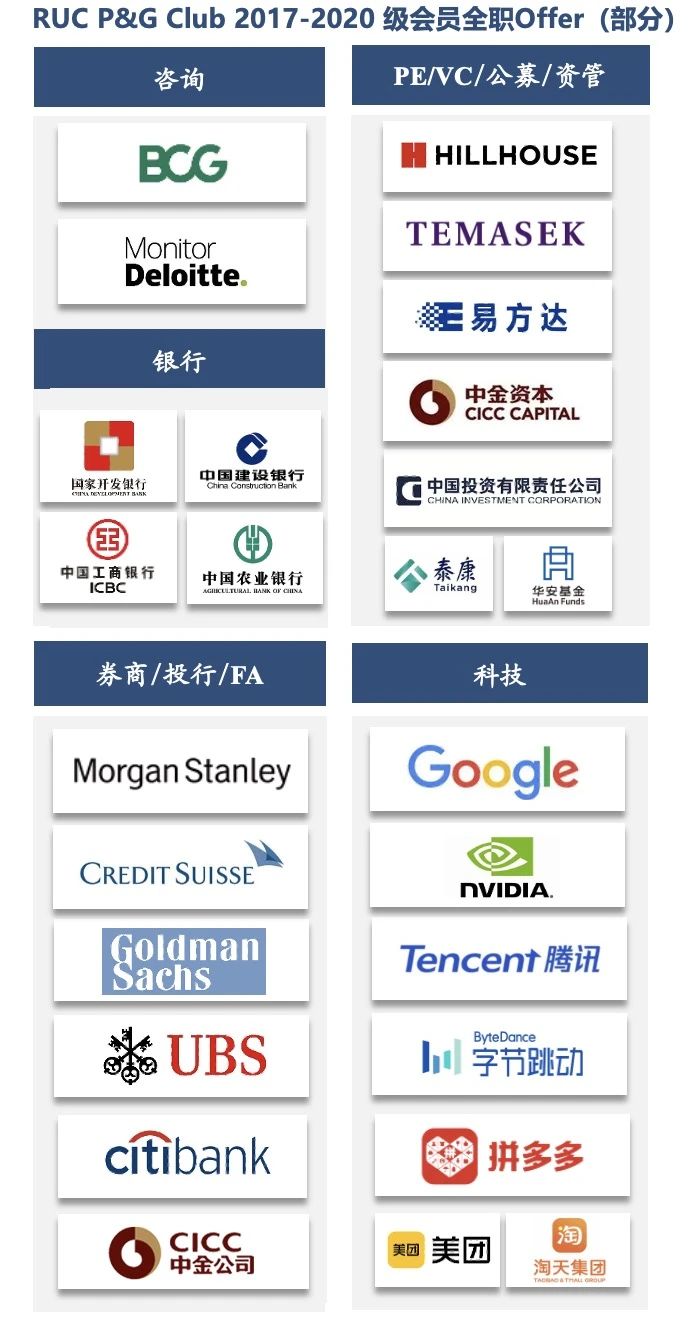 RUC P&G Club 2017-2020 级会员全职Offer（部分）
咨询
BCG
Monitor
Deloitte.
银行
国家开发银行
CHINA DEVELOPMENT BANK
中国建设银行
China Construction Bank
中国工商银行
ICBC
中国农业银行
AGRICULTURAL BANK OF CHINA
PE/VC/公募/资管
HILLHOUSE
TEMASEK
易方达
中金资本
CICC CAPITAL
中国投资有限责任公司
CHINA INVESTMENT CORPORATION
泰康
Taikang
华安基金
HuaAn Funds
券商/投行/FA
Morgan Stanley
CREDIT SUISSE
Goldman
Sachs
UBS
citibank
CICC
中金公司
科技
Google
NVIDIA.
Tencent 腾讯
ByteDance
字节跳动
拼多多
美团 美团
淘
淘天集团
TAOBAO & TMALL GROUP